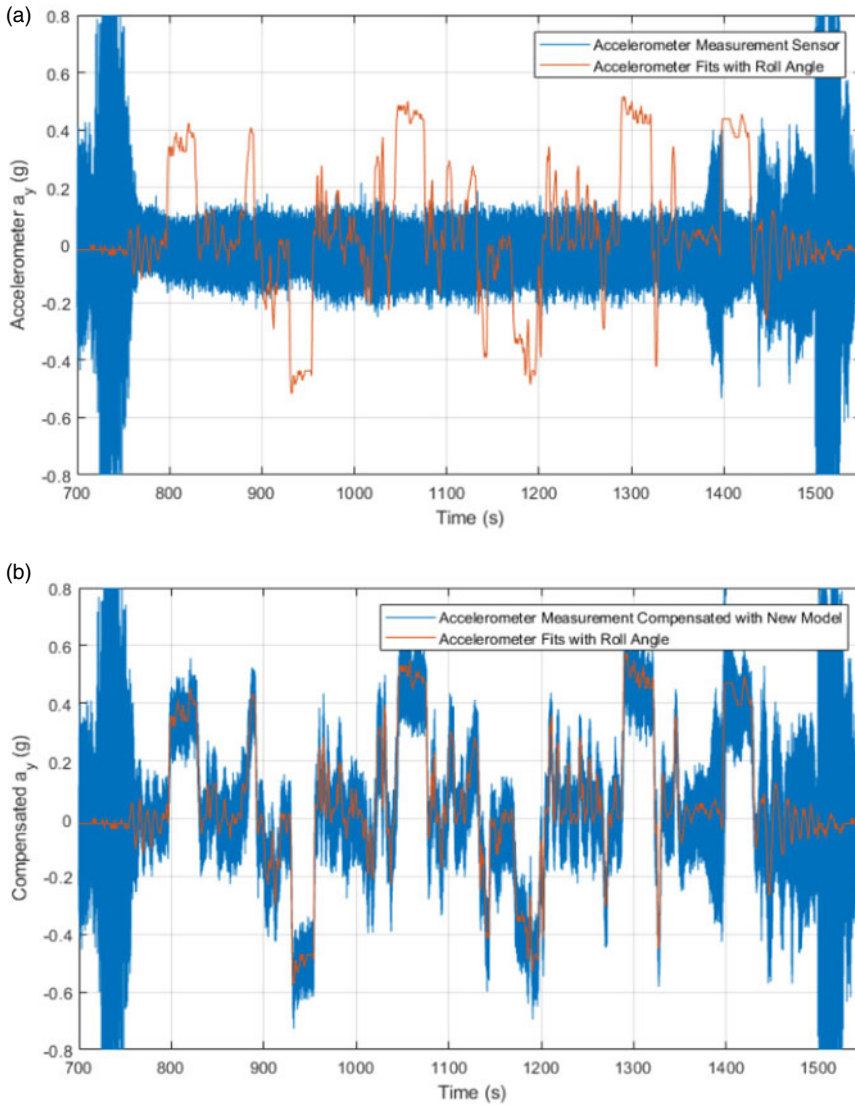 (a)
0.8
0.6
0.4
0.2
0
-0.2
-0.4
-0.6
-0.8
Accelerometer a_y (g)
Accelerometer Measurement Sensor
Accelerometer Fits with Roll Angle
700 800 900 1000 1100 1200 1300 1400 1500
Time (s)
(b)
0.8
0.6
0.4
0.2
0
-0.2
-0.4
-0.6
-0.8
Compensated a_y (g)
Accelerometer Measurement Compensated with New Model
Accelerometer Fits with Roll Angle
700 800 900 1000 1100 1200 1300 1400 1500
Time (s)